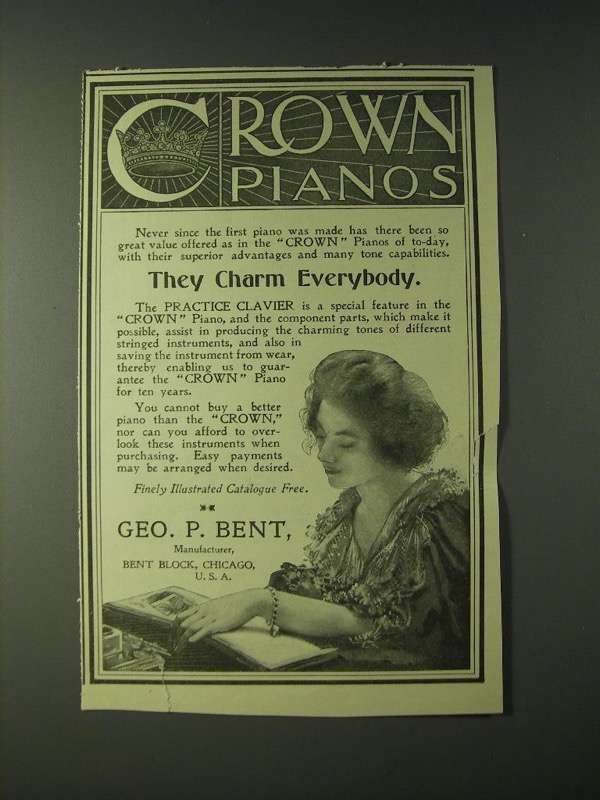 CROWN
PIANOS
Never since the first piano was made has there been so
great value offered as in the "CROWN" Pianos of to-day,
with their superior advantages and many tone capabilities.
They Charm Everybody.
The PRACTICE CLAVIER is a special feature in the
"CROWN" Piano, and the component parts, which make it
possible, assist in producing the charming tones of different
stringed instruments, and also in
saving the instrument from wear,
thereby enabling us to guar-
antee the "CROWN" Piano
for ten years.
You cannot buy a better
piano than the "CROWN,"
nor can you afford to over-
look these instruments when
purchasing. Easy payments
may be arranged when desired.
Finely Illustrated Catalogue Free.
GEO. P. BENT,
Manufacturer,
BENT BLOCK, CHICAGO,
U. S. A.